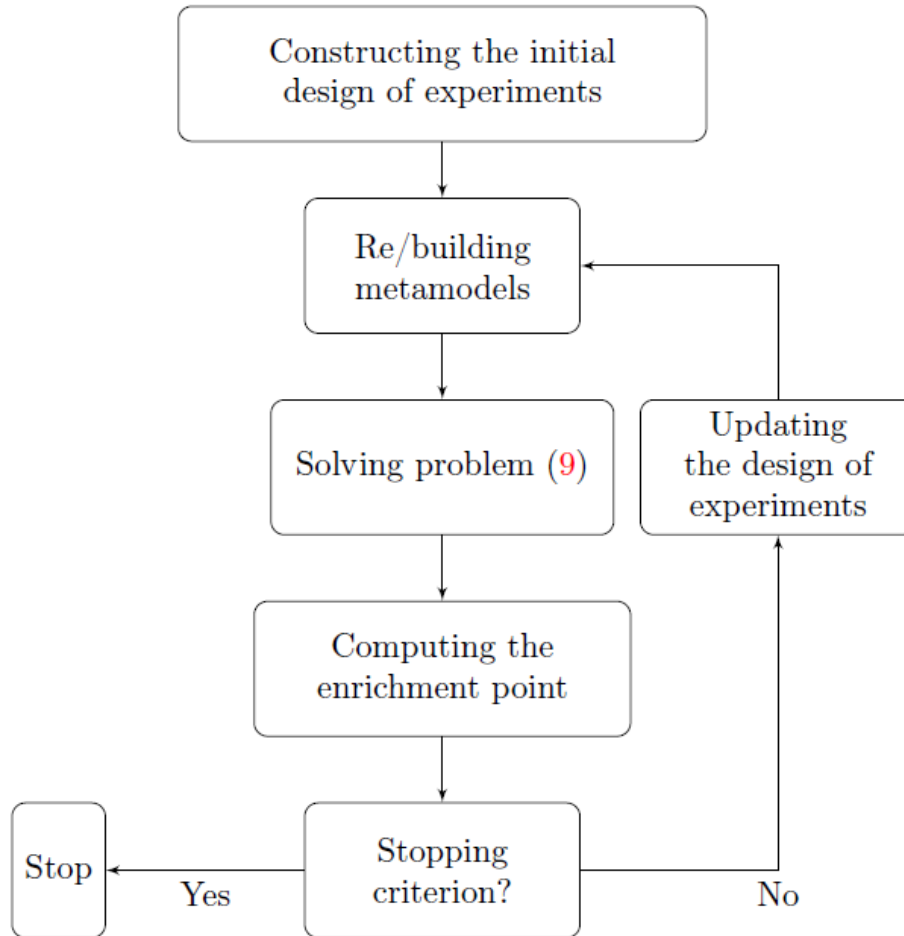 Constructing the initial
design of experiments
Re/building
metamodels
Solving problem (9)
Updating
the design of
experiments
Computing the
enrichment point
Stopping
criterion?
Stop
Yes
No